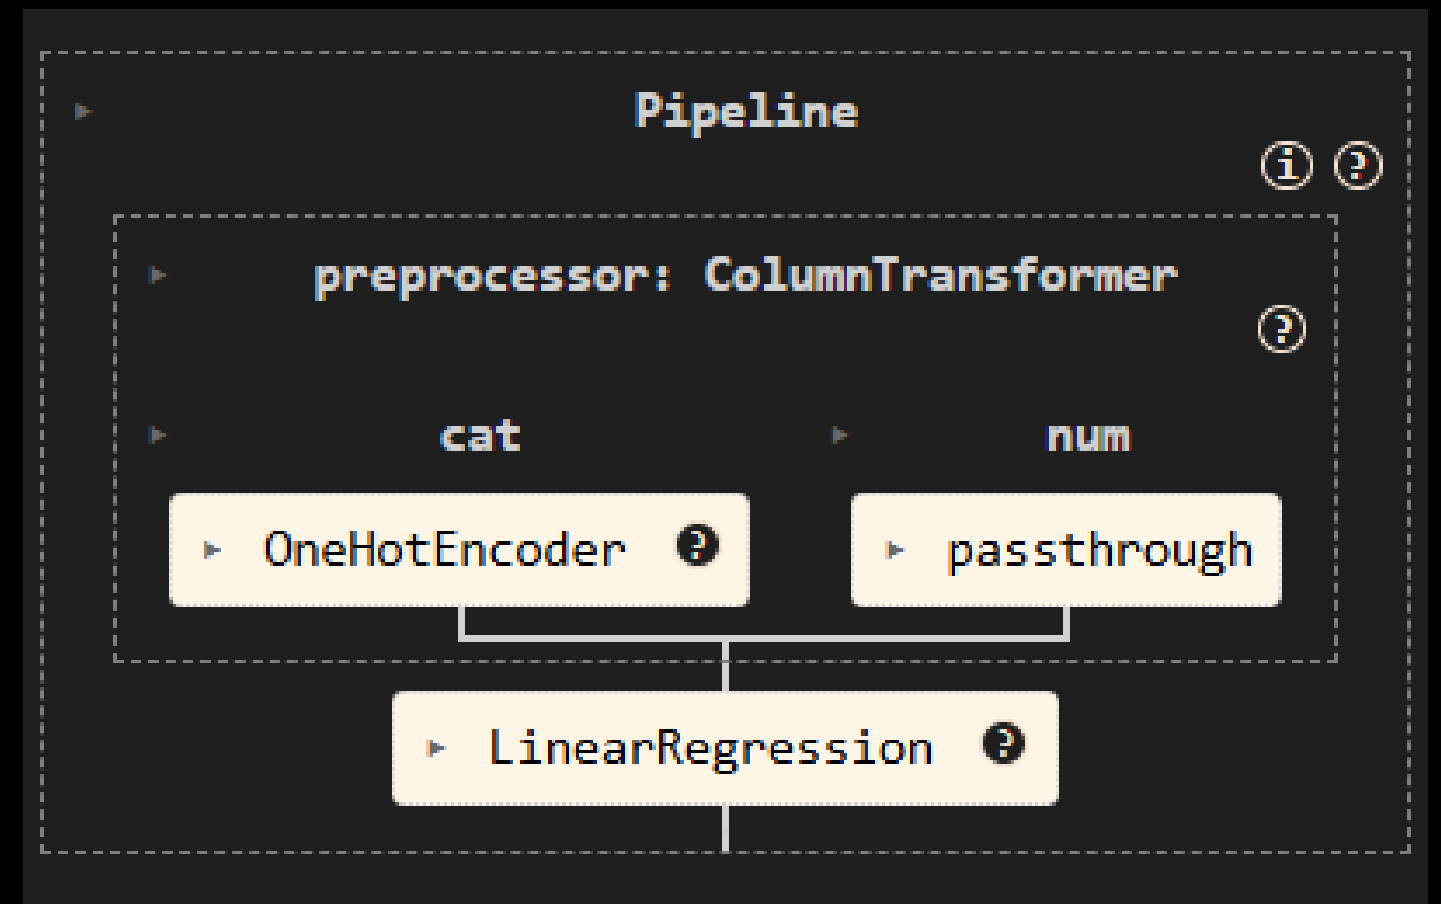 Pipeline
i ?
preprocessor: ColumnTransformer
?
cat num
OneHotEncoder ? passthrough
LinearRegression ?